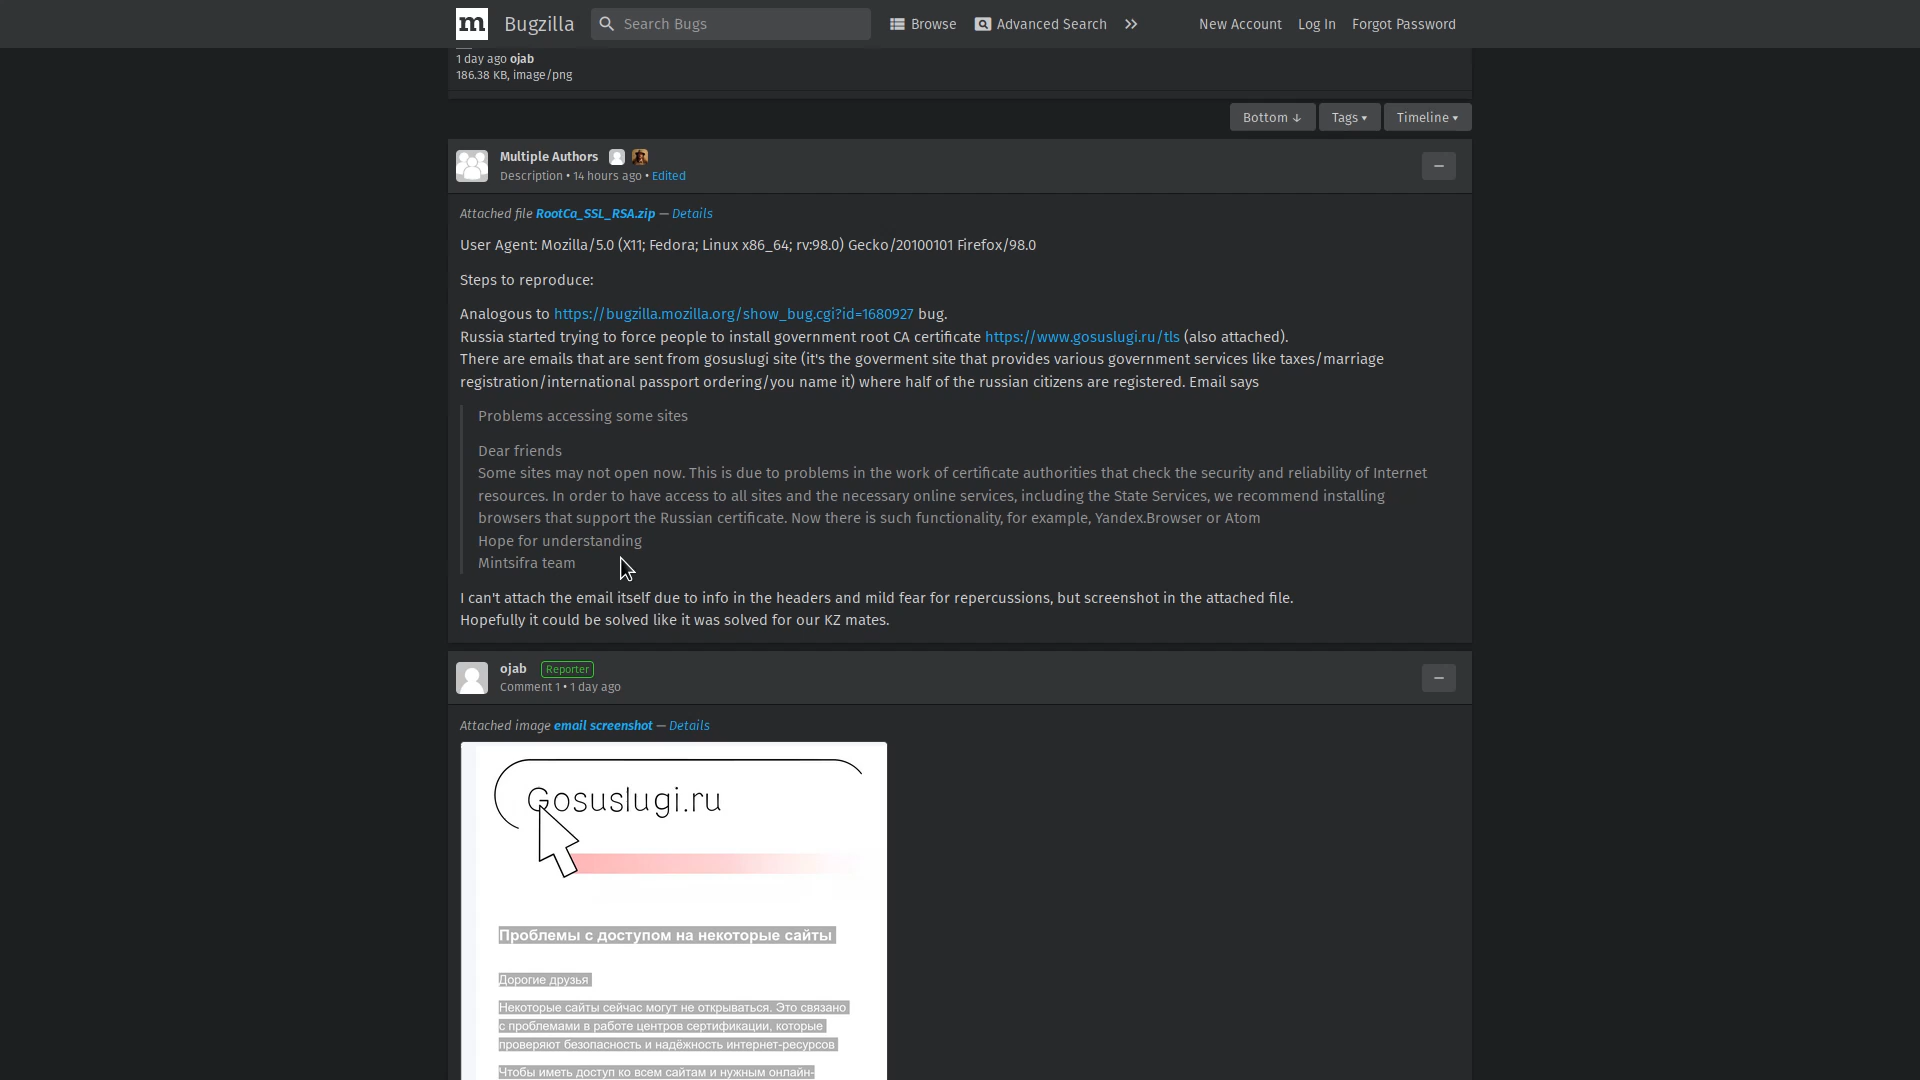 m Bugzilla Search Bugs Browse Advanced Search New Account Log In Forgot Password
1 day ago ojab
186.38 KB, image/png
Bottom ↓ Tags ▾ Timeline ▾
Multiple Authors
Description • 14 hours ago • Edited
Attached file RootCa_SSL_RSA.zip — Details
User Agent: Mozilla/5.0 (X11; Fedora; Linux x86_64; rv:98.0) Gecko/20100101 Firefox/98.0
Steps to reproduce:
Analogous to https://bugzilla.mozilla.org/show_bug.cgi?id=1680927 bug.
Russia started trying to force people to install government root CA certificate https://www.gosuslugi.ru/tls (also attached).
There are emails that are sent from gosuslugi site (it's the goverment site that provides various government services like taxes/marriage
registration/international passport ordering/you name it) where half of the russian citizens are registered. Email says
Problems accessing some sites
Dear friends
Some sites may not open now. This is due to problems in the work of certificate authorities that check the security and reliability of Internet
resources. In order to have access to all sites and the necessary online services, including the State Services, we recommend installing
browsers that support the Russian certificate. Now there is such functionality, for example, Yandex.Browser or Atom
Hope for understanding
Mintsifra team
I can't attach the email itself due to info in the headers and mild fear for repercussions, but screenshot in the attached file.
Hopefully it could be solved like it was solved for our KZ mates.
ojab Reporter
Comment 1 • 1 day ago
Attached image email screenshot — Details
Gosuslugi.ru
Проблемы с доступом на некоторые сайты
Дорогие друзья
Некоторые сайты сейчас могут не открываться. Это связано
с проблемами в работе центров сертификации, которые
проверяют безопасность и надёжность интернет-ресурсов
Чтобы иметь доступ ко всем сайтам и нужным онлайн-